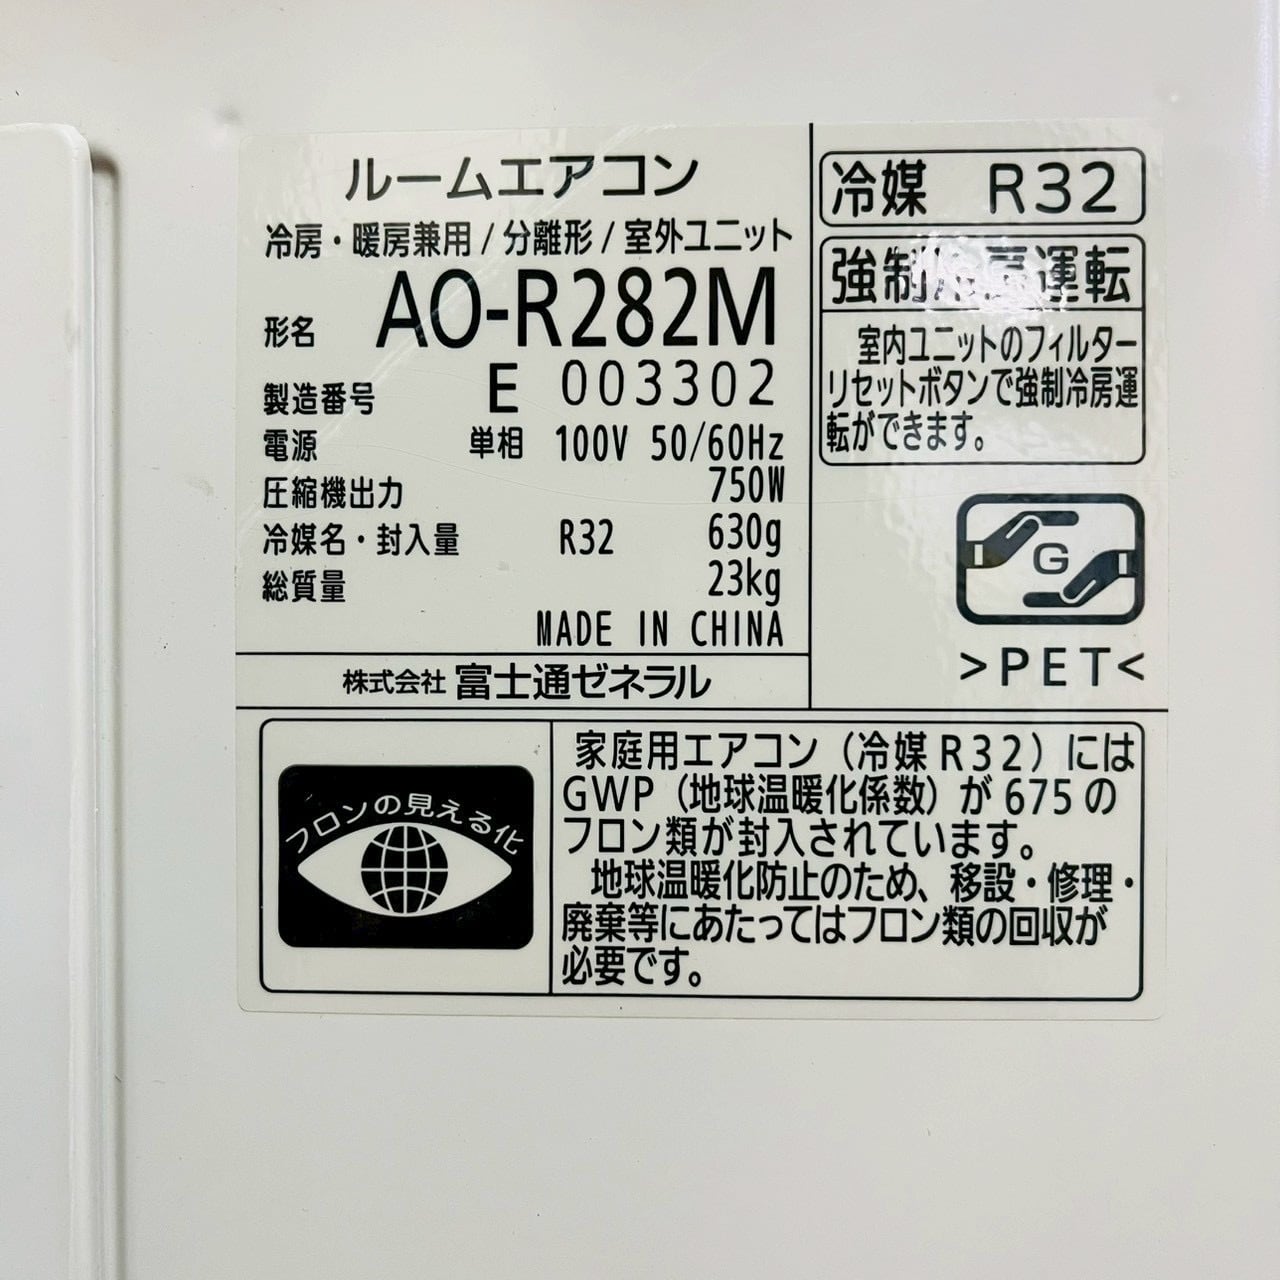 ルームエアコン
冷房・暖房兼用/分離形/室外ユニット
形名 AO-R282M
製造番号 E 003302
電源 単相 100V 50/60Hz
圧縮機出力 750W
冷媒名・封入量 R32 630g
総質量 23kg
MADE IN CHINA
株式会社 富士通ゼネラル
冷媒 R32
強制冷房運転
室内ユニットのフィルター
リセットボタンで強制冷房運
転ができます。
G
>PET<
フロンの見える化
家庭用エアコン(冷媒R32)には
GWP(地球温暖化係数)が675の
フロン類が封入されています。
地球温暖化防止のため、移設・修理・
廃棄等にあたってはフロン類の回収が
必要です。